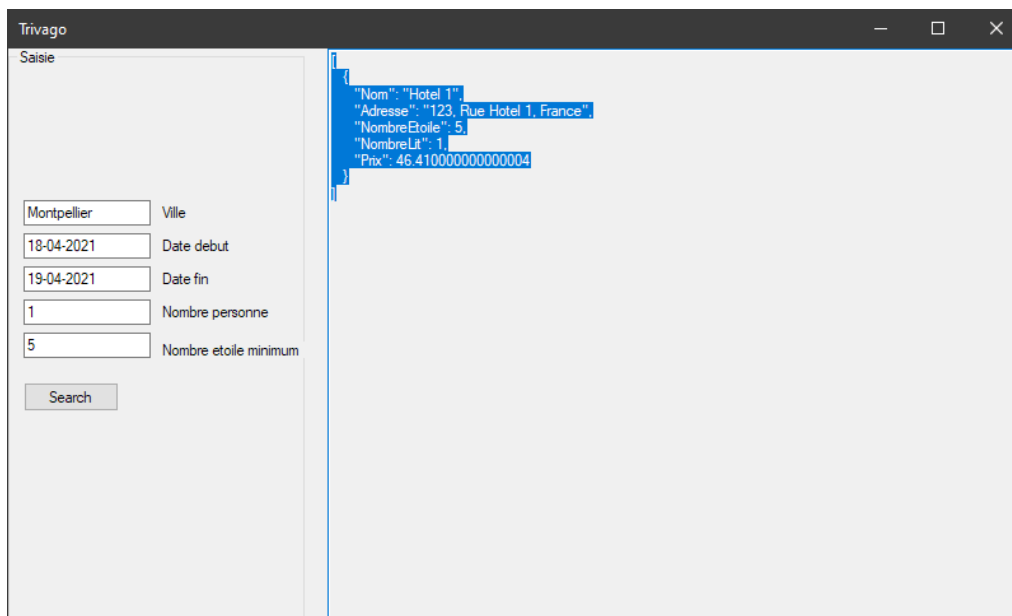 Trivago
Saisie
Montpellier Ville
18-04-2021 Date debut
19-04-2021 Date fin
1 Nombre personne
5 Nombre etoile minimum
Search
[
{
"Nom": "Hotel 1",
"Adresse": "123, Rue Hotel 1, France",
"NombreEtoile": 5,
"NombreLit": 1,
"Prix": 46.410000000000004
}
]